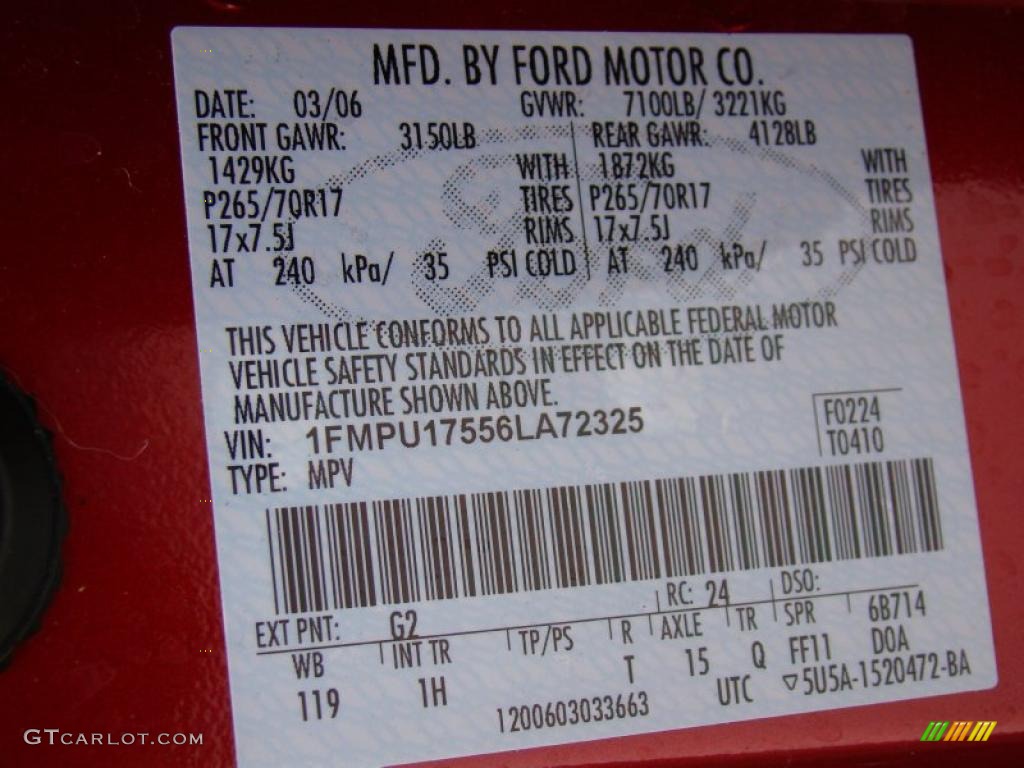 MFD. BY FORD MOTOR CO.
DATE: 03/06 GVWR: 7100LB/ 3221KG
FRONT GAWR: 3150LB REAR GAWR: 4128LB
1429KG WITH 1872KG WITH
P265/70R17 TIRES P265/70R17 TIRES
17x7.5J RIMS 17x7.5J RIMS
AT 240 kPa/ 35 PSI COLD AT 240 kPa/ 35 PSI COLD
THIS VEHICLE CONFORMS TO ALL APPLICABLE FEDERAL MOTOR
VEHICLE SAFETY STANDARDS IN EFFECT ON THE DATE OF
MANUFACTURE SHOWN ABOVE.
VIN: 1FMPU17556LA72325 F0224
TYPE: MPV T0410
EXT PNT: G2 RC: 24 DSO:
WB INT TR TP/PS R AXLE TR SPR 6B714
119 1H T 15 Q FF11 DOA
1200603033663 UTC ▽5U5A-1520472-BA
GTCARLOT.COM